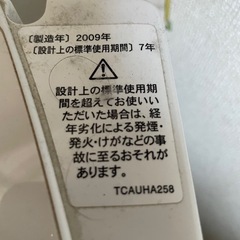 〔製造年〕2009年
〔設計上の標準使用期間〕7年
設計上の標準使用期
間を超えてお使いい
ただいた場合は、経
年劣化による発煙・
発火・けがなどの事
故に至るおそれが
あります。
TCAUHA258